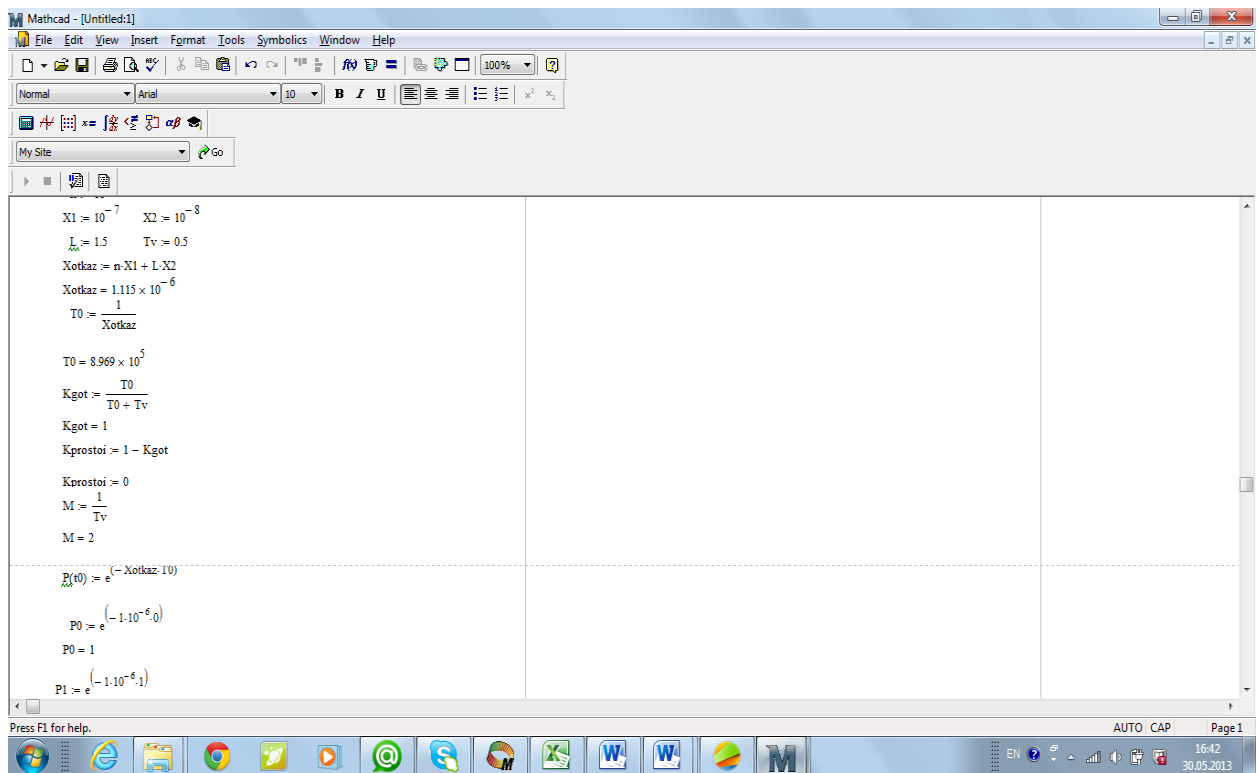 Mathcad - [Untitled:1]
File Edit View Insert Format Tools Symbolics Window Help
100%
Normal Arial 10 B I U x² x₂
x= αβ
My Site Go
X1 := 10^-7 X2 := 10^-8
L := 1.5 Tv := 0.5
Xotkaz := n·X1 + L·X2
Xotkaz = 1.115 × 10^-6
T0 := 1/Xotkaz
T0 = 8.969 × 10^5
Kgot := T0/(T0 + Tv)
Kgot = 1
Kprostoi := 1 − Kgot
Kprostoi := 0
M := 1/Tv
M = 2
P(t0) := e^(− Xotkaz·T0)
P0 := e^(−1·10^-6·0)
P0 = 1
P1 := e^(−1·10^-6·1)
Press F1 for help. AUTO CAP Page 1
EN 16:42
30.05.2013